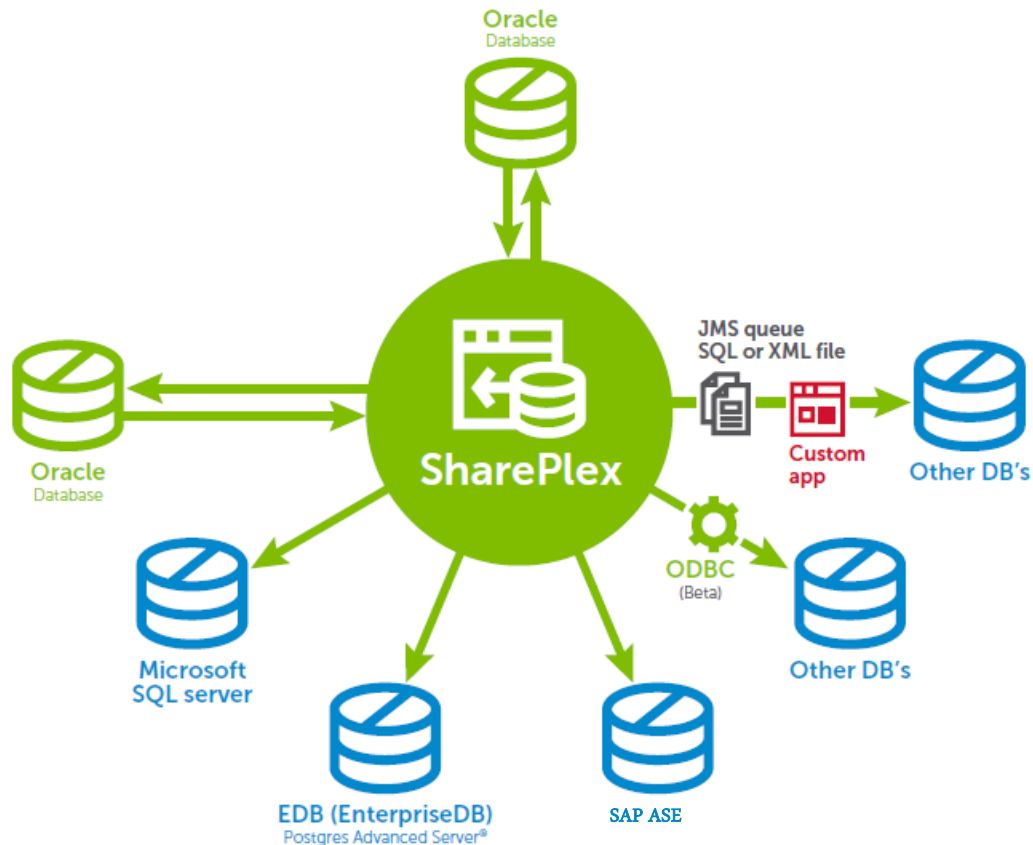 Oracle
Database
JMS queue
SQL or XML file
SharePlex
Custom
app
Other DB's
Oracle
Database
ODBC
(Beta)
Microsoft
SQL server
Other DB's
EDB (EnterpriseDB)
Postgres Advanced Server®
SAP ASE